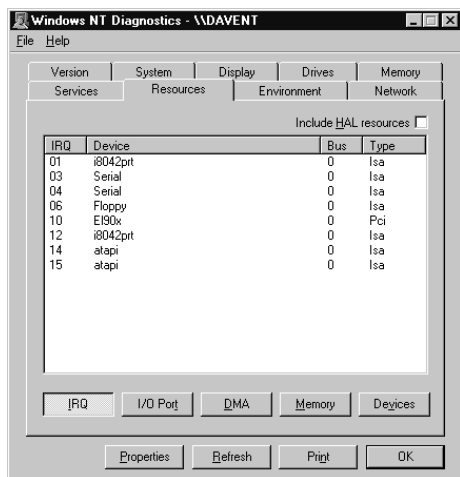 Windows NT Diagnostics - \\DAVENT
File Help
Version System Display Drives Memory
Services Resources Environment Network
Include HAL resources
IRQ Device Bus Type
01 i8042prt 0 Isa
03 Serial 0 Isa
04 Serial 0 Isa
06 Floppy 0 Isa
10 El90x 0 Pci
12 i8042prt 0 Isa
14 atapi 0 Isa
15 atapi 0 Isa
IRQ I/O Port DMA Memory Devices
Properties Refresh Print OK